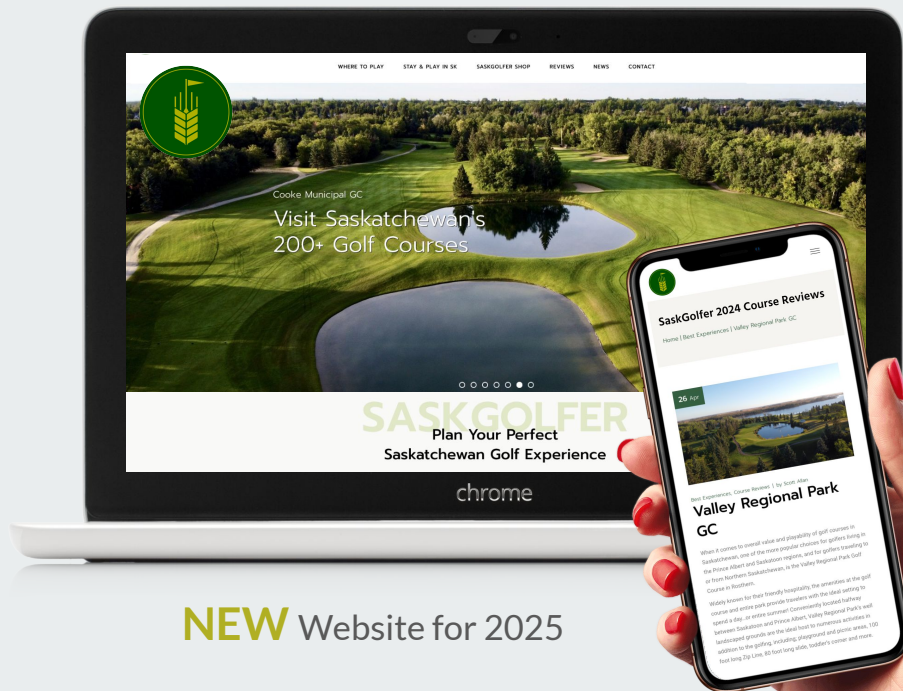 WHERE TO PLAY STAY & PLAY IN SK SASKGOLFER SHOP REVIEWS NEWS CONTACT
Cooke Municipal GC
Visit Saskatchewan's
200+ Golf Courses
SASKGOLFER
Plan Your Perfect
Saskatchewan Golf Experience
chrome
NEW Website for 2025
SaskGolfer 2024 Course Reviews
Home | Best Experiences | Valley Regional Park GC
26 Apr
Best Experiences, Course Reviews | by Scott Allan
Valley Regional Park
GC
When it comes to overall value and playability of golf courses in
Saskatchewan, one of the more popular choices for golfers living in
the Prince Albert and Saskatoon regions, and for golfers traveling to
or from Northern Saskatchewan, is the Valley Regional Park Golf
Course in Rosthern.
Widely known for their friendly hospitality, the amenities at the golf
course and entire park provide travelers with the ideal setting to
spend a day...or entire summer! Conveniently located halfway
between Saskatoon and Prince Albert, Valley Regional Park's well
landscaped grounds are the ideal host to numerous activities in
addition to the golfing, including, playground and picnic areas, 100
foot long Zip Line, 80 foot long slide, toddler's corner and more.